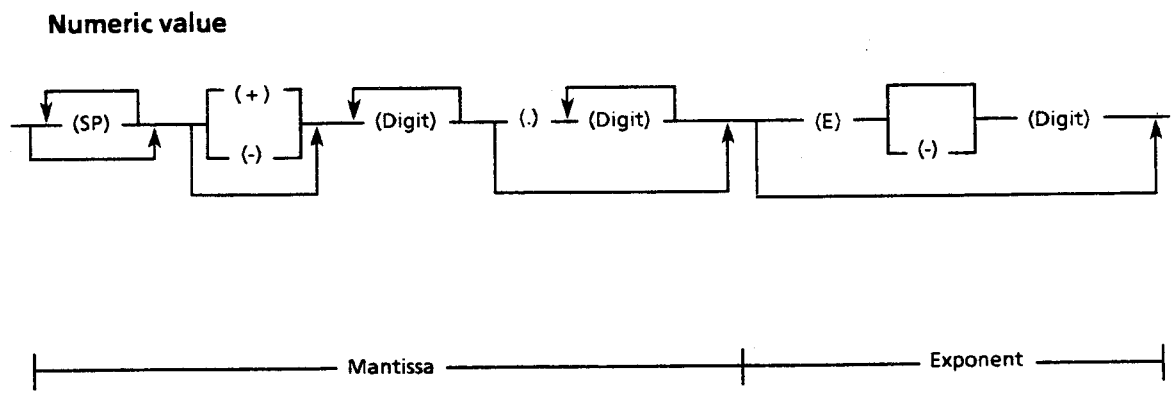 Numeric value
(+)
(SP) (Digit) (.) (Digit) (E) (Digit)
(-) (-)
Mantissa Exponent